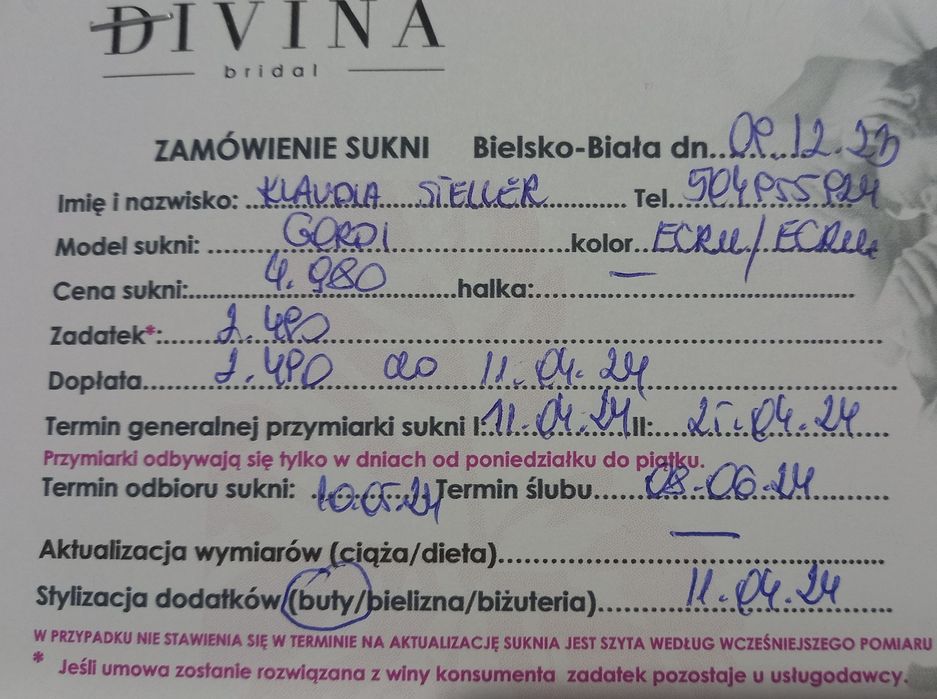 DIVINA
bridal
ZAMÓWIENIE SUKNI Bielsko-Biała dn..09.12.23
Imię i nazwisko: KLAUDIA STELLER Tel. 504955924
Model sukni: GORDI kolor ECRU/ECRU
Cena sukni: 4.980 halka: —
Zadatek*: 2.490
Dopłata 2.490 do 11.04.24
Termin generalnej przymiarki sukni I: 11.04.24 II: 25.04.24
Przymiarki odbywają się tylko w dniach od poniedziałku do piątku.
Termin odbioru sukni: 10.05.24 Termin ślubu 08.06.24
Aktualizacja wymiarów (ciąża/dieta) —
Stylizacja dodatków (buty/bielizna/biżuteria) 11.04.24
W PRZYPADKU NIE STAWIENIA SIĘ W TERMINIE NA AKTUALIZACJĘ SUKNIA JEST SZYTA WEDŁUG WCZEŚNIEJSZEGO POMIARU
* Jeśli umowa zostanie rozwiązana z winy konsumenta zadatek pozostaje u usługodawcy.